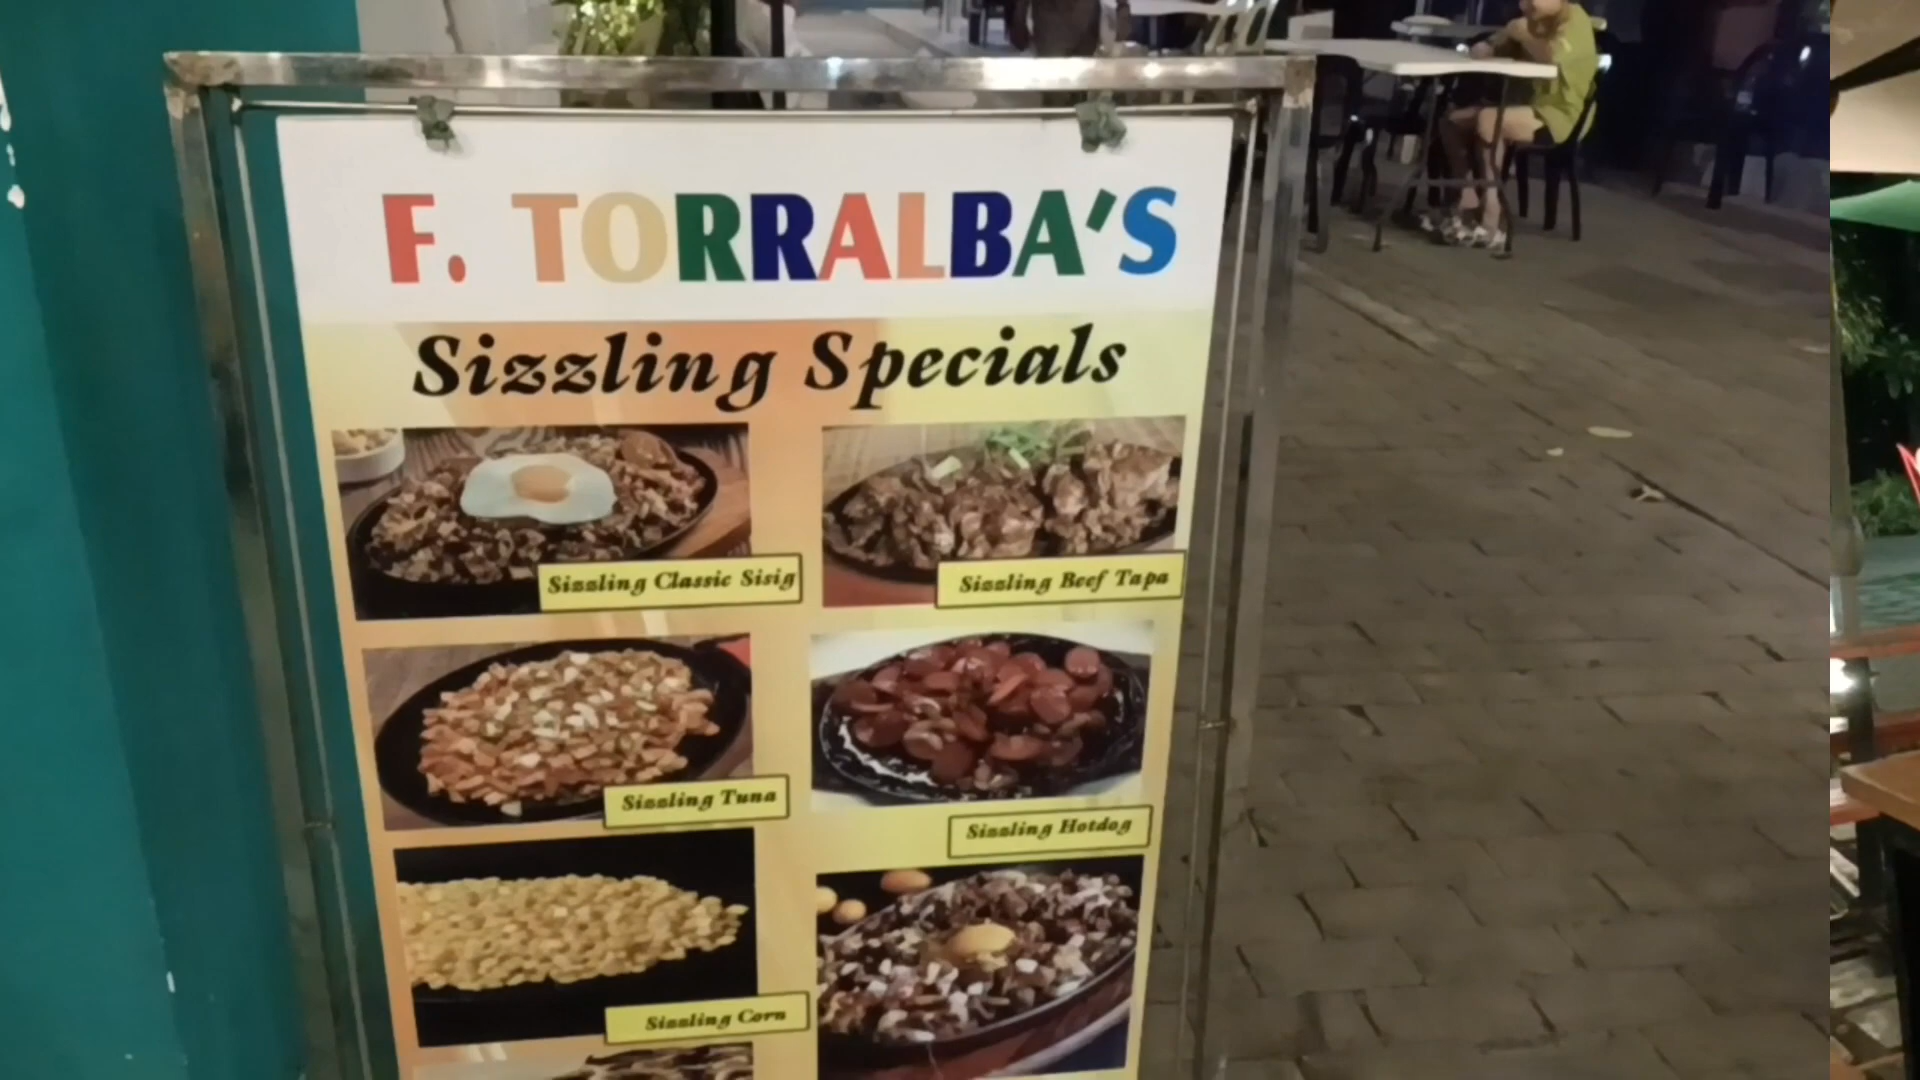 F. TORRALBA'S
Sizzling Specials
Sizzling Classic Sisig
Sizzling Beef Tapa
Sizzling Tuna
Sizzling Hotdog
Sizzling Corn